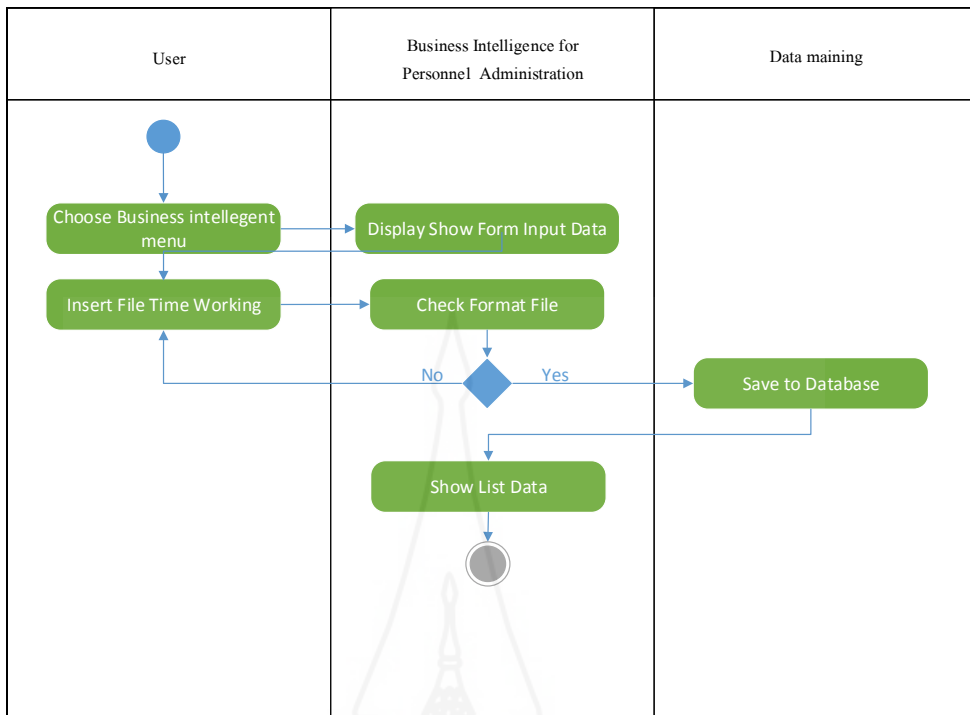 User
Business Intelligence for
Personnel Administration
Data maining
Choose Business intellegent
menu
Display Show Form Input Data
Insert File Time Working
Check Format File
No
Yes
Save to Database
Show List Data